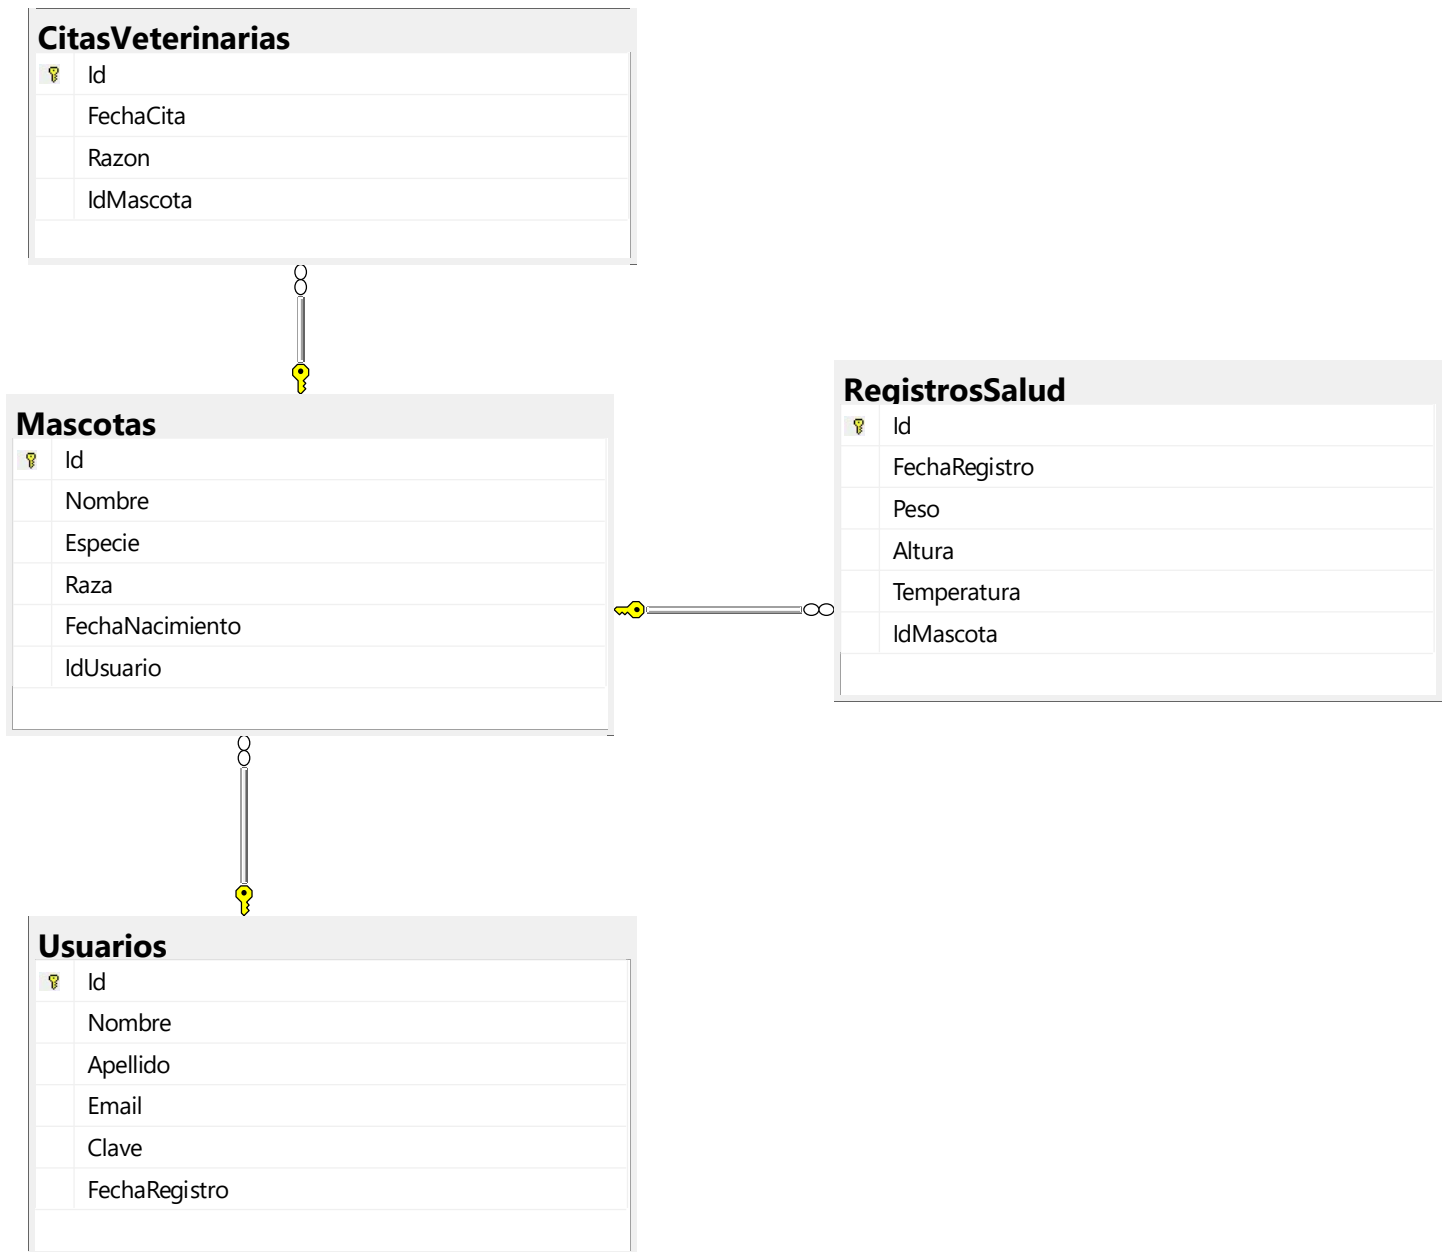 CitasVeterinarias
Id
FechaCita
Razon
IdMascota
Mascotas
Id
Nombre
Especie
Raza
FechaNacimiento
IdUsuario
RegistrosSalud
Id
FechaRegistro
Peso
Altura
Temperatura
IdMascota
Usuarios
Id
Nombre
Apellido
Email
Clave
FechaRegistro